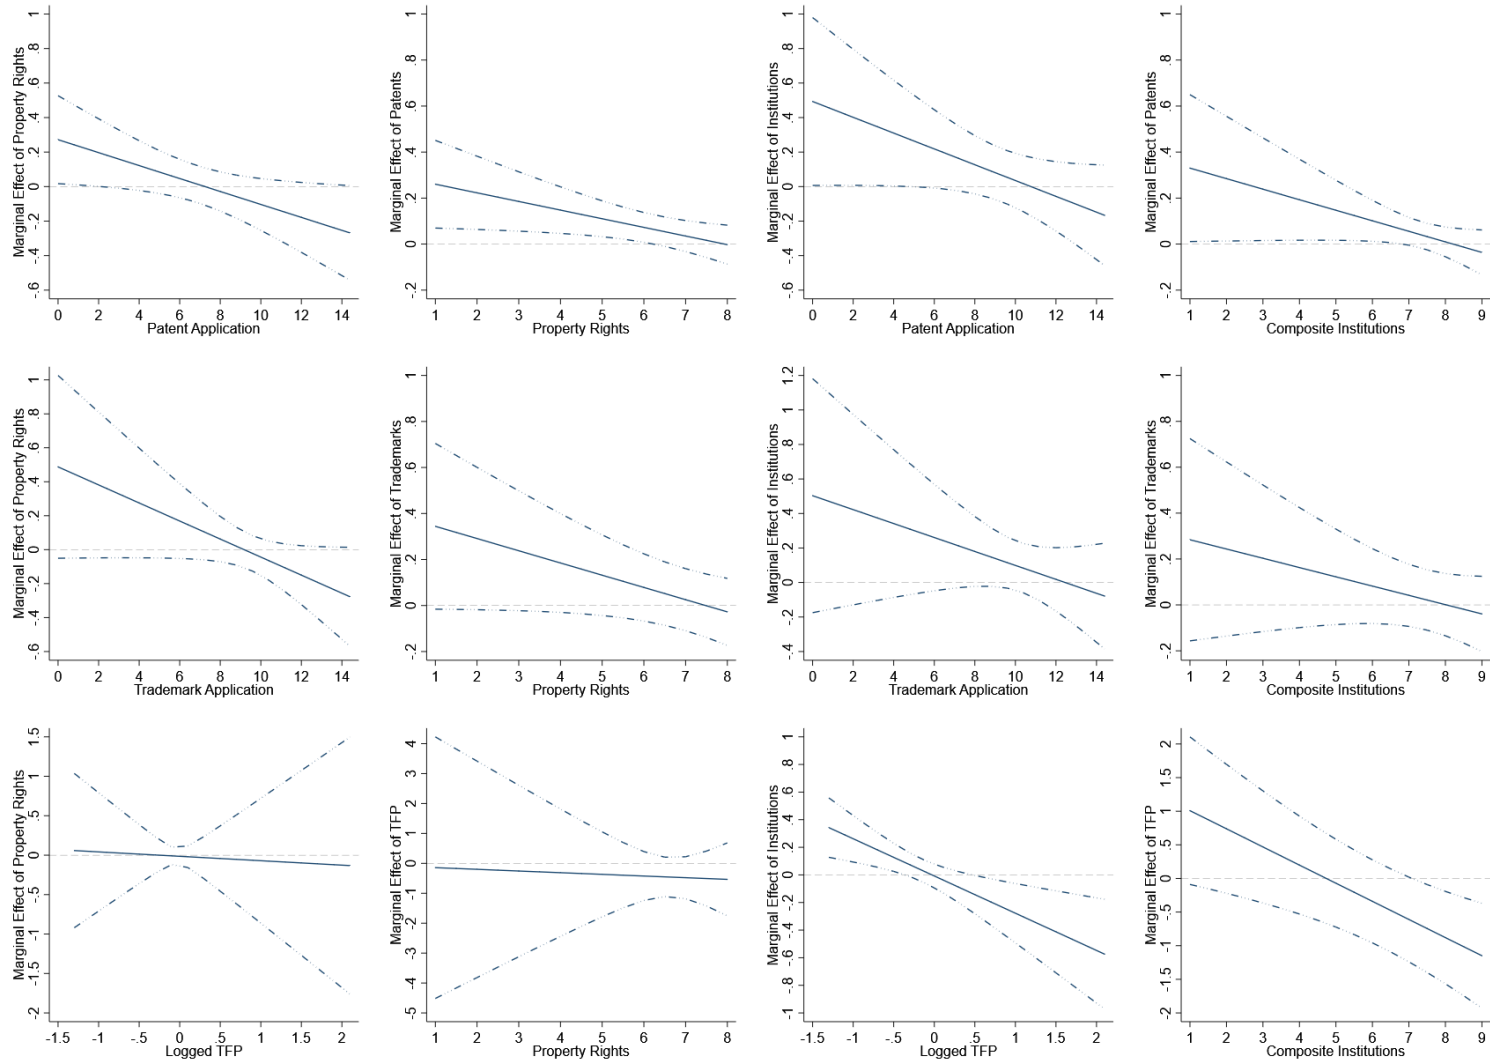 Marginal Effect of Property Rights
1
.8
.6
.4
.2
0
-.2
-.4
-.6
0 2 4 6 8 10 12 14
Patent Application
Marginal Effect of Patents
1
.8
.6
.4
.2
0
-.2
1 2 3 4 5 6 7 8
Property Rights
Marginal Effect of Institutions
1
.8
.6
.4
.2
0
-.2
-.4
-.6
0 2 4 6 8 10 12 14
Patent Application
Marginal Effect of Patents
1
.8
.6
.4
.2
0
-.2
1 2 3 4 5 6 7 8 9
Composite Institutions
Marginal Effect of Property Rights
1
.8
.6
.4
.2
0
-.2
-.4
-.6
0 2 4 6 8 10 12 14
Trademark Application
Marginal Effect of Trademarks
1
.8
.6
.4
.2
0
-.2
1 2 3 4 5 6 7 8
Property Rights
Marginal Effect of Institutions
1.2
1
.8
.6
.4
.2
0
-.2
-.4
0 2 4 6 8 10 12 14
Trademark Application
Marginal Effect of Trademarks
1
.8
.6
.4
.2
0
-.2
1 2 3 4 5 6 7 8 9
Composite Institutions
Marginal Effect of Property Rights
1.5
1
.5
0
-.5
-1
-1.5
-2
-1.5 -1 -.5 0 .5 1 1.5 2
Logged TFP
Marginal Effect of TFP
4
3
2
1
0
-1
-2
-3
-4
-5
1 2 3 4 5 6 7 8
Property Rights
Marginal Effect of Institutions
1
.8
.6
.4
.2
0
-.2
-.4
-.6
-.8
-1
-1.5 -1 -.5 0 .5 1 1.5 2
Logged TFP
Marginal Effect of TFP
2
1.5
1
.5
0
-.5
-1
-1.5
-2
1 2 3 4 5 6 7 8 9
Composite Institutions